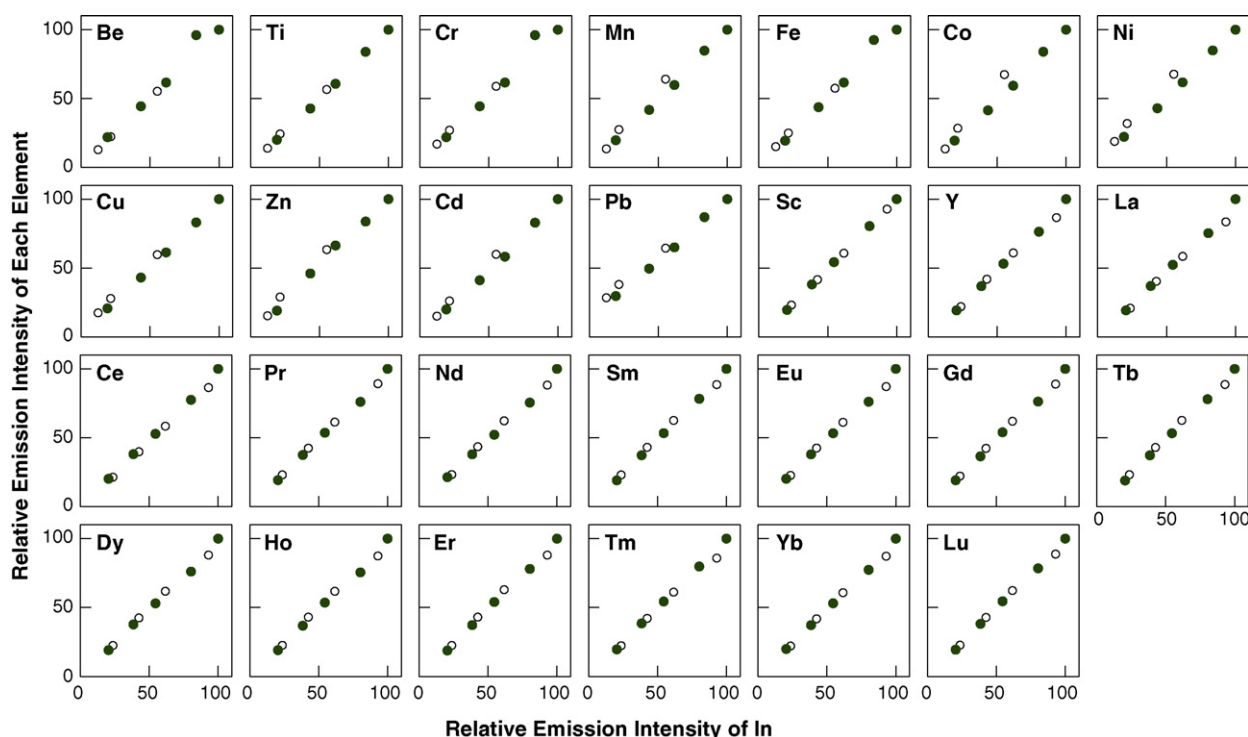 Relative Emission Intensity of Each Element
100 Be Ti Cr Mn Fe Co Ni
50
0
100 Cu Zn Cd Pb Sc Y La
50
0
100 Ce Pr Nd Sm Eu Gd Tb
50
0
0 50 100
100 Dy Ho Er Tm Yb Lu
50
0
0 50 100 0 50 100 0 50 100 0 50 100 0 50 100 0 50 100
Relative Emission Intensity of In